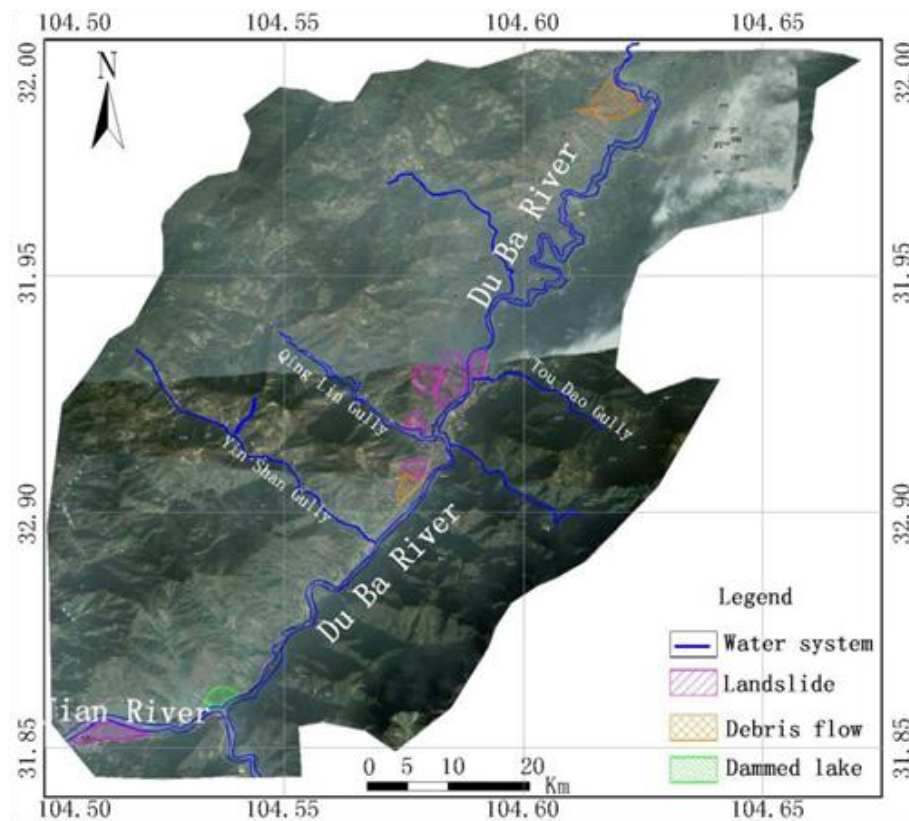 104.50 104.55 104.60 104.65
32.00
32.00
N
Du Ba River
31.95
31.95
Qing Lin Gully
Tou Dao Gully
Yin Shan Gully
32.90
32.90
Du Ba River
Legend
Water system
Landslide
Jian River
Debris flow
31.85
31.85
Dammed lake
0 5 10 20
Km
104.50 104.55 104.60 104.65